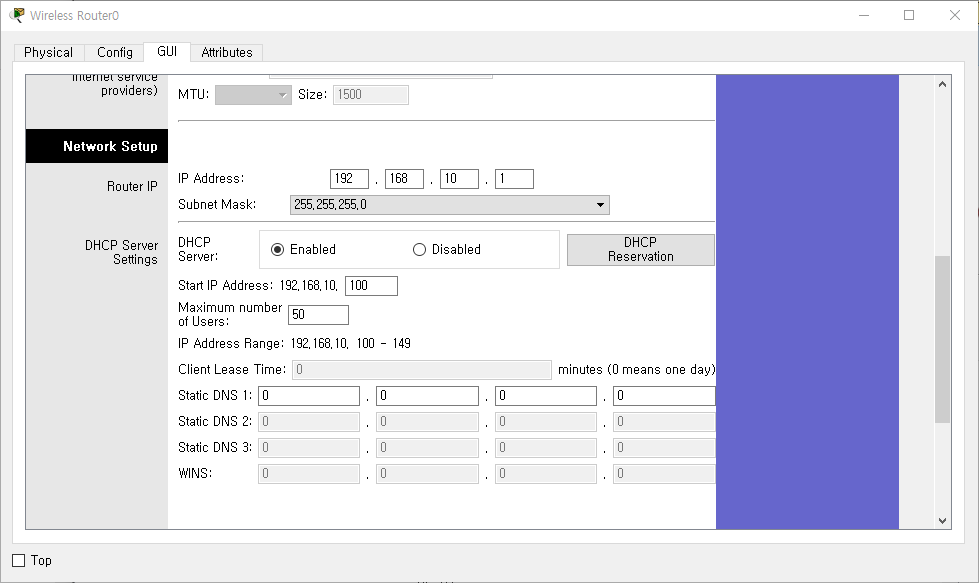 Wireless Router0
Physical Config GUI Attributes
Internet service
providers)
MTU: Size: 1500
Network Setup
Router IP
IP Address: 192 . 168 . 10 . 1
Subnet Mask: 255.255.255.0
DHCP Server
Settings
DHCP
Server: Enabled Disabled DHCP
Reservation
Start IP Address: 192.168.10. 100
Maximum number
of Users: 50
IP Address Range: 192.168.10. 100 - 149
Client Lease Time: 0 minutes (0 means one day)
Static DNS 1: 0 . 0 . 0 . 0
Static DNS 2: 0 . 0 . 0 . 0
Static DNS 3: 0 . 0 . 0 . 0
WINS: 0 . 0 . 0 . 0
Top